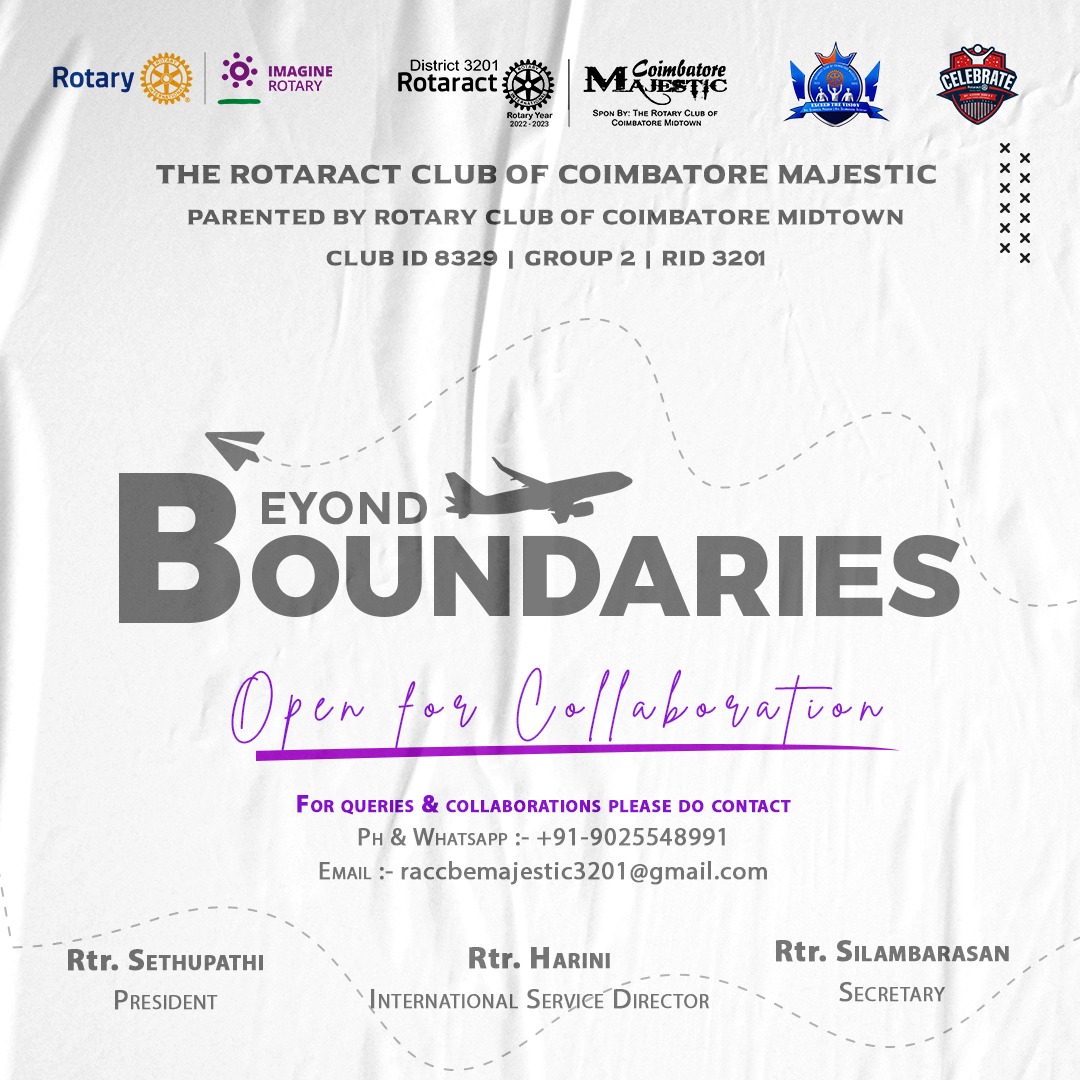 Rotary
IMAGINE
ROTARY
District 3201
Rotaract
Rotary Year
2022 - 2023
Coimbatore
MAJESTIC
SPON BY: THE ROTARY CLUB OF
COIMBATORE MIDTOWN
EXCEED THE VISION
CELEBRATE
THE ROTARACT CLUB OF COIMBATORE MAJESTIC
PARENTED BY ROTARY CLUB OF COIMBATORE MIDTOWN
CLUB ID 8329 | GROUP 2 | RID 3201
BEYOND
BOUNDARIES
Open for Collaboration
FOR QUERIES & COLLABORATIONS PLEASE DO CONTACT
PH & WHATSAPP :- +91-9025548991
EMAIL :- raccbemajestic3201@gmail.com
Rtr. SETHUPATHI
PRESIDENT
Rtr. HARINI
INTERNATIONAL SERVICE DIRECTOR
Rtr. SILAMBARASAN
SECRETARY